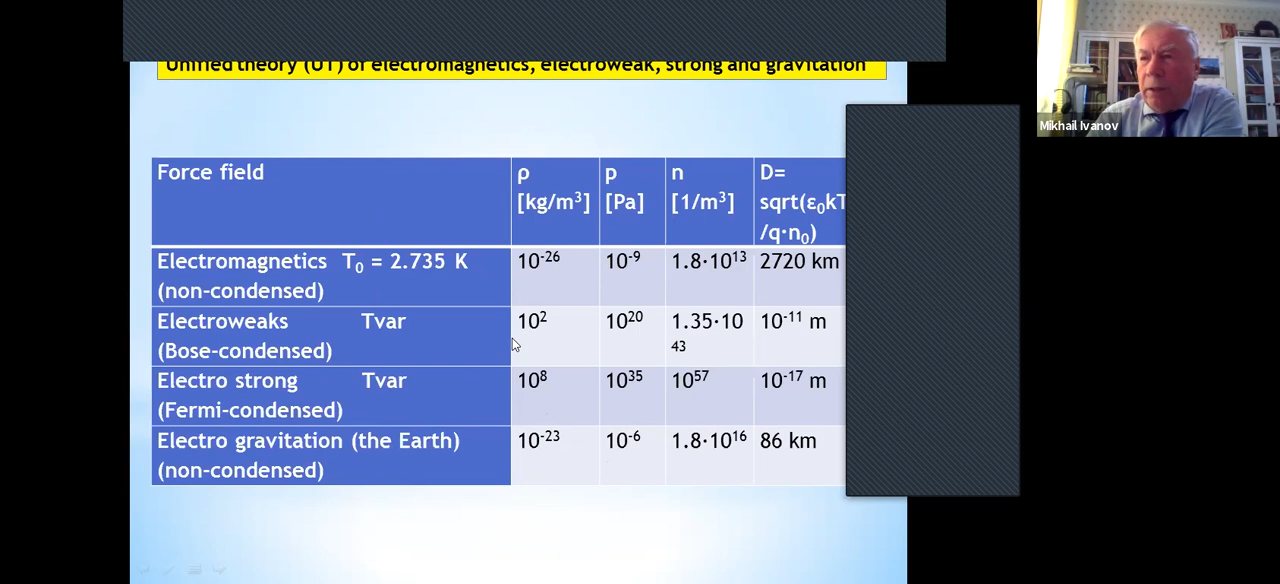 Unified theory (UT) of electromagnetics, electroweak, strong and gravitation
Mikhail Ivanov
Force field
ρ [kg/m³]
p [Pa]
n [1/m³]
D= sqrt(ε₀kT /q·n₀)
Electromagnetics T₀ = 2.735 K (non-condensed)
10⁻²⁶
10⁻⁹
1.8·10¹³
2720 km
Electroweaks Tvar (Bose-condensed)
10²
10²⁰
1.35·10⁴³
10⁻¹¹ m
Electro strong Tvar (Fermi-condensed)
10⁸
10³⁵
10⁵⁷
10⁻¹⁷ m
Electro gravitation (the Earth) (non-condensed)
10⁻²³
10⁻⁶
1.8·10¹⁶
86 km